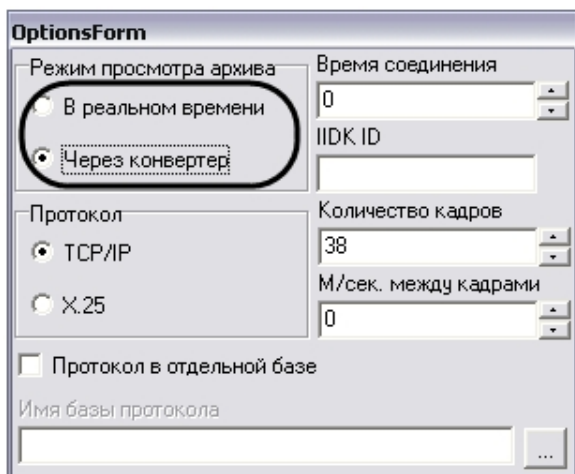 OptionsForm
Режим просмотра архива
В реальном времени
Через конвертер
Время соединения
0
IIDK ID
Протокол
TCP/IP
X.25
Количество кадров
38
М/сек. между кадрами
0
Протокол в отдельной базе
Имя базы протокола
...